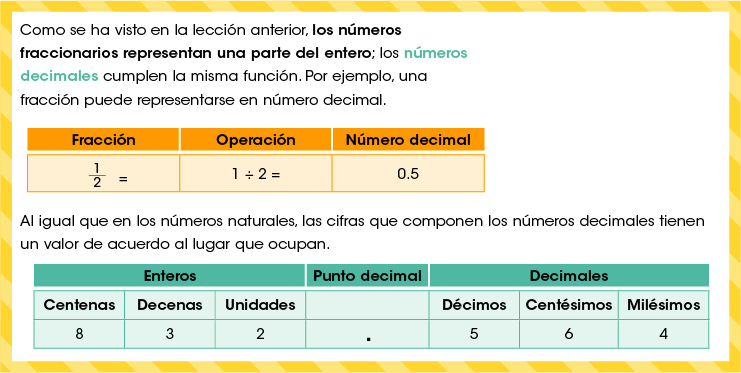 Como se ha visto en la lección anterior, los números
fraccionarios representan una parte del entero; los números
decimales cumplen la misma función. Por ejemplo, una
fracción puede representarse en número decimal.
Fracción Operación Número decimal
1/2 = 1 ÷ 2 = 0.5
Al igual que en los números naturales, las cifras que componen los números decimales tienen
un valor de acuerdo al lugar que ocupan.
Enteros Punto decimal Decimales
Centenas Decenas Unidades Décimos Centésimos Milésimos
8 3 2 . 5 6 4